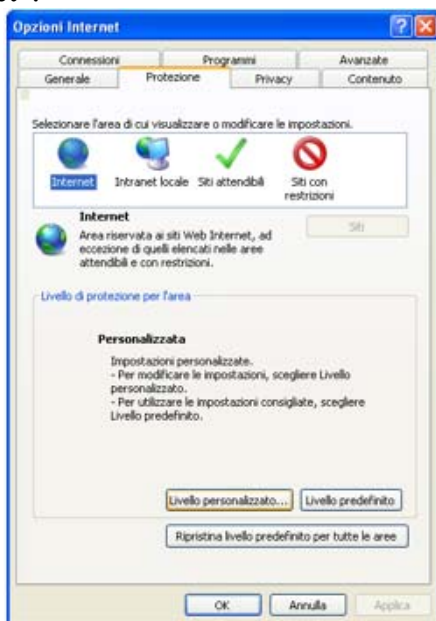 Opzioni Internet
Connessioni Programmi Avanzate
Generale Protezione Privacy Contenuto
Selezionare l'area di cui visualizzare o modificare le impostazioni.
Internet Intranet locale Siti attendibili Siti con
restrizioni
Internet
Siti
Area riservata ai siti Web Internet, ad
eccezione di quelli elencati nelle aree
attendibili e con restrizioni.
Livello di protezione per l'area
Personalizzata
Impostazioni personalizzate.
- Per modificare le impostazioni, scegliere Livello
personalizzato.
- Per utilizzare le impostazioni consigliate, scegliere
Livello predefinito.
Livello personalizzato... Livello predefinito
Ripristina livello predefinito per tutte le aree
OK Annulla Applica